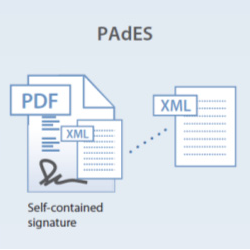 PAdES
PDF
XML
XML
Self-contained
signature